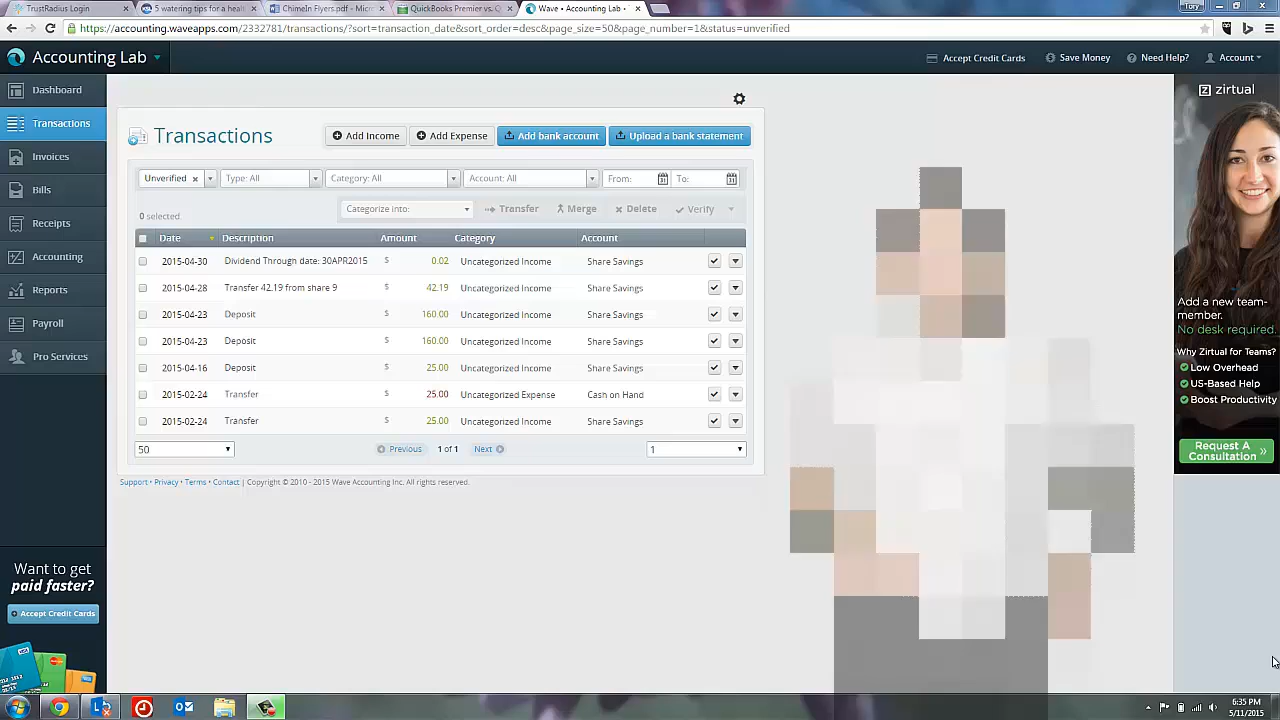 TrustRadius Login
5 watering tips for a heal
ChimeIn Flyers.pdf - Micr
QuickBooks Premier vs. Q
Wave • Accounting Lab •
Tory
https://accounting.waveapps.com/2332781/transactions/?sort=transaction_date&sort_order=desc&page_size=50&page_number=1&status=unverified
Accounting Lab
Accept Credit Cards
Save Money
Need Help?
Account
Dashboard
Transactions
Invoices
Bills
Receipts
Accounting
Reports
Payroll
Pro Services
Want to get
paid faster?
Accept Credit Cards
Transactions
Add Income
Add Expense
Add bank account
Upload a bank statement
Unverified x
Type: All
Category: All
Account: All
From:
To:
0 selected
Categorize into:
Transfer
Merge
Delete
Verify
Date Description Amount Category Account
2015-04-30 Dividend Through date: 30APR2015 $ 0.02 Uncategorized Income Share Savings
2015-04-28 Transfer 42.19 from share 9 $ 42.19 Uncategorized Income Share Savings
2015-04-23 Deposit $ 160.00 Uncategorized Income Share Savings
2015-04-23 Deposit $ 160.00 Uncategorized Income Share Savings
2015-04-16 Deposit $ 25.00 Uncategorized Income Share Savings
2015-02-24 Transfer $ 25.00 Uncategorized Expense Cash on Hand
2015-02-24 Transfer $ 25.00 Uncategorized Income Share Savings
50
Previous 1 of 1 Next
1
Support • Privacy • Terms • Contact | Copyright © 2010 - 2015 Wave Accounting Inc. All rights reserved.
zirtual
Add a new team-
member.
No desk required.
Why Zirtual for Teams?
Low Overhead
US-Based Help
Boost Productivity
Request A
Consultation »
6:35 PM
5/11/2015